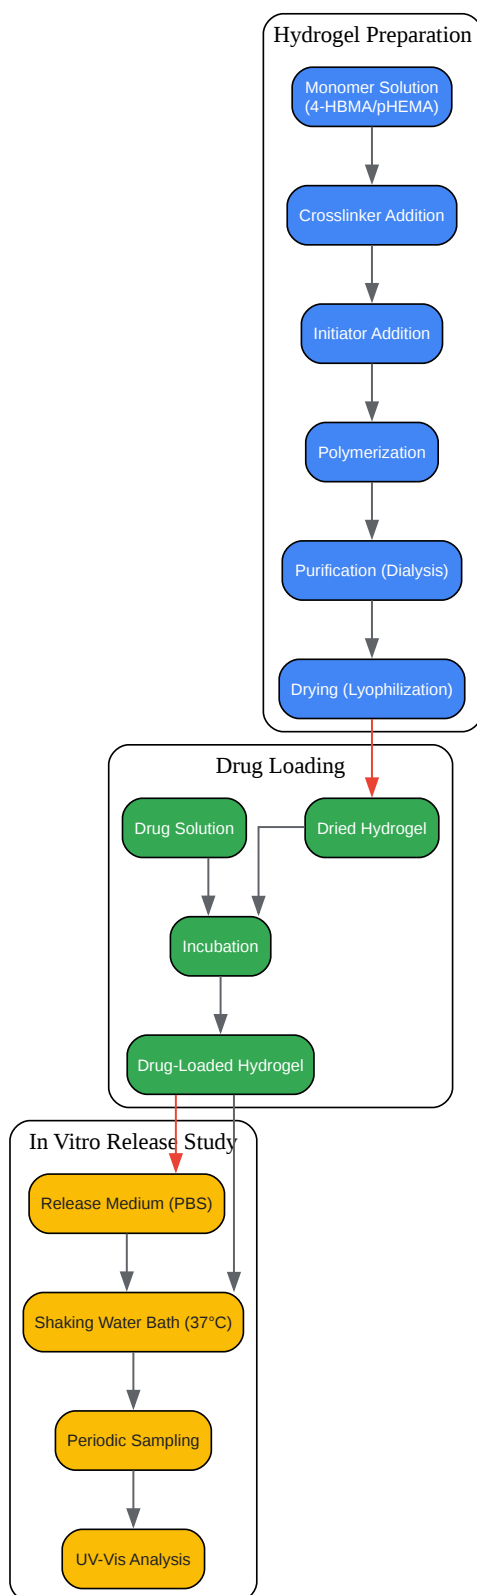 Hydrogel Preparation
Monomer Solution
(4-HBMA/pHEMA)
Crosslinker Addition
Initiator Addition
Polymerization
Purification (Dialysis)
Drying (Lyophilization)
Drug Loading
Drug Solution
Dried Hydrogel
Incubation
Drug-Loaded Hydrogel
In Vitro Release Study
Release Medium (PBS)
Shaking Water Bath (37°C)
Periodic Sampling
UV-Vis Analysis